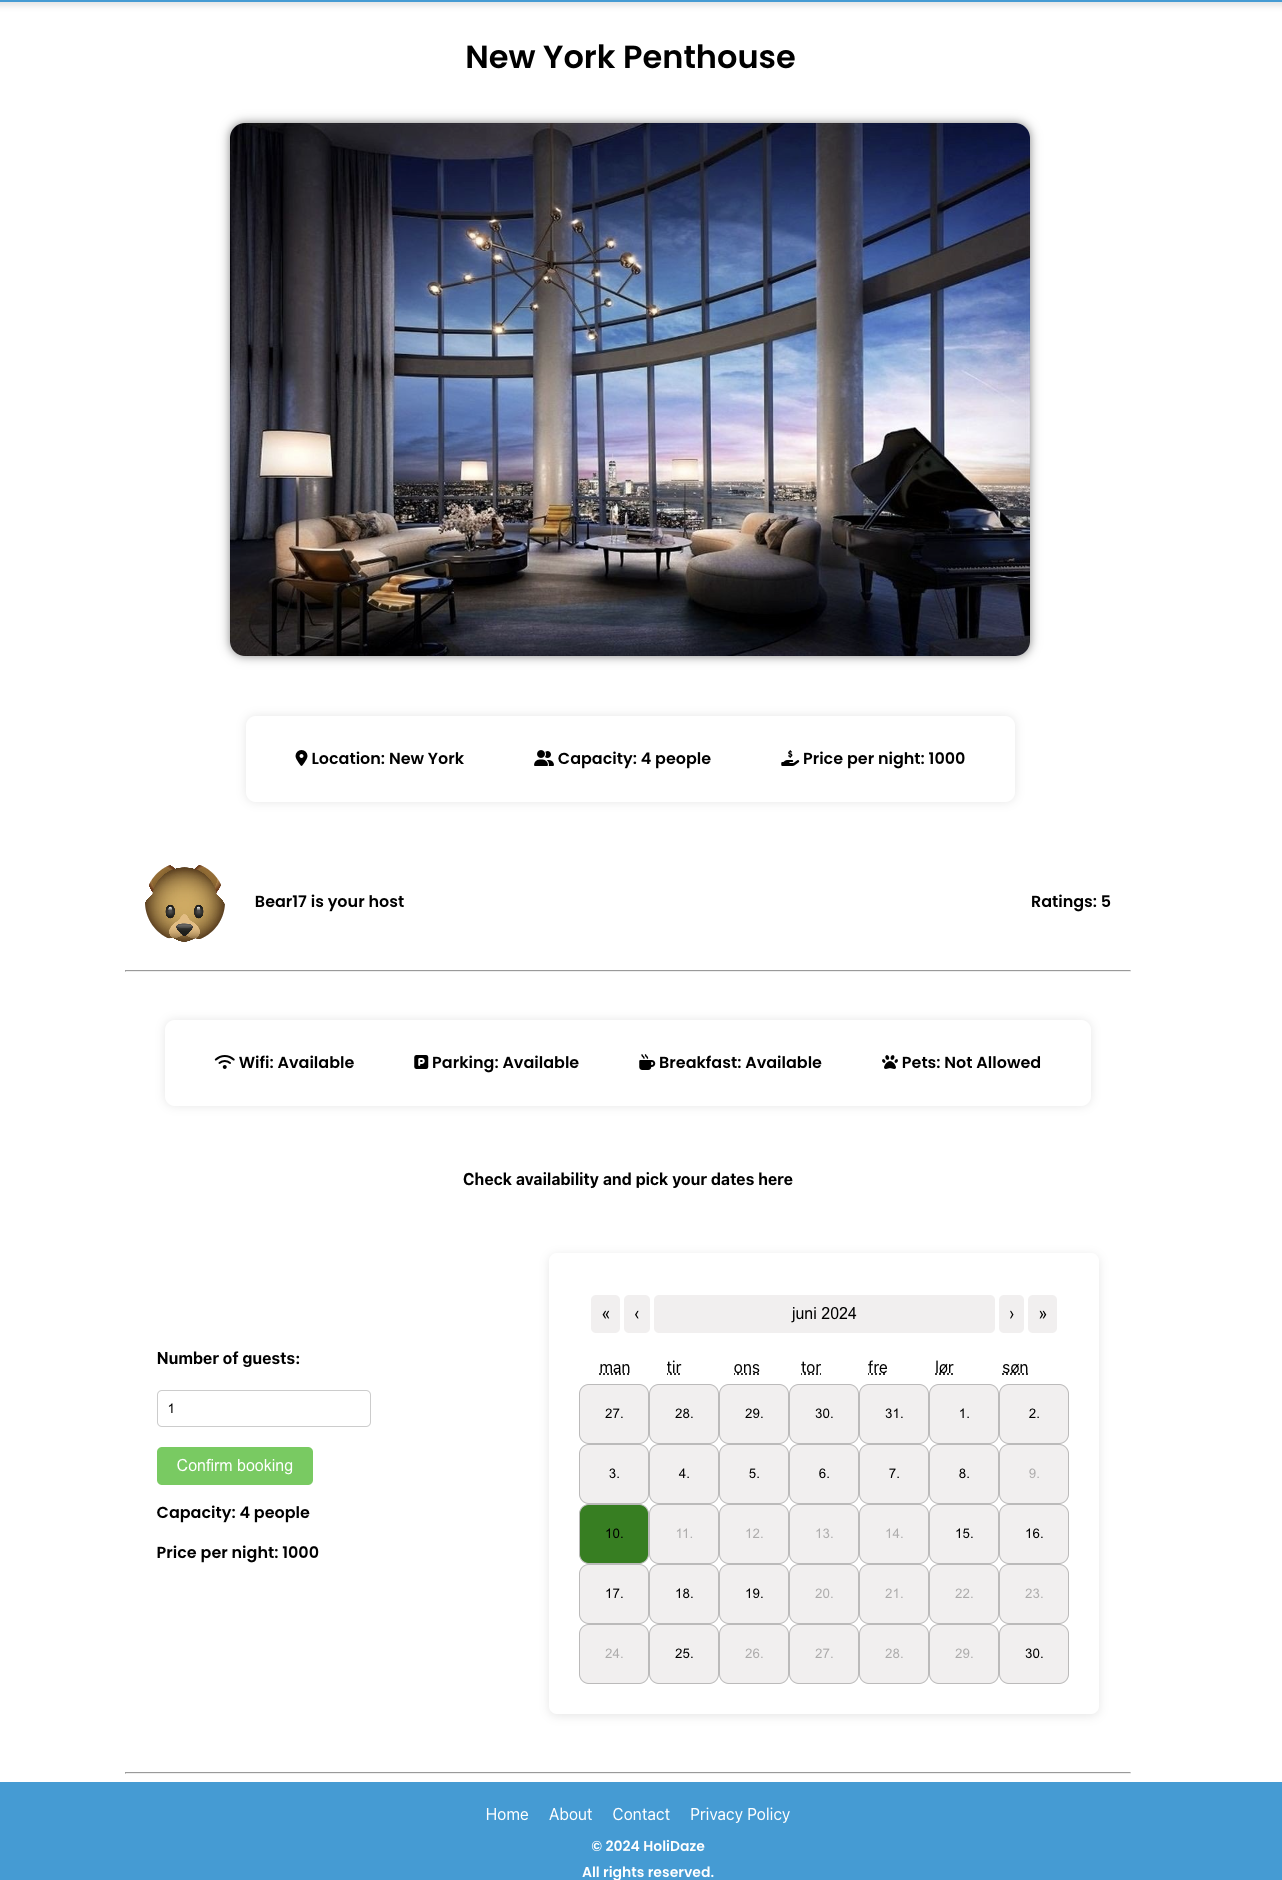 New York Penthouse
Location: New York Capacity: 4 people Price per night: 1000
Bear17 is your host Ratings: 5
Wifi: Available Parking: Available Breakfast: Available Pets: Not Allowed
Check availability and pick your dates here
Number of guests:
1
Confirm booking
Capacity: 4 people
Price per night: 1000
« ‹ juni 2024 › »
man tir ons tor fre lør søn
27. 28. 29. 30. 31. 1. 2.
3. 4. 5. 6. 7. 8. 9.
10. 11. 12. 13. 14. 15. 16.
17. 18. 19. 20. 21. 22. 23.
24. 25. 26. 27. 28. 29. 30.
Home About Contact Privacy Policy
© 2024 HoliDaze
All rights reserved.